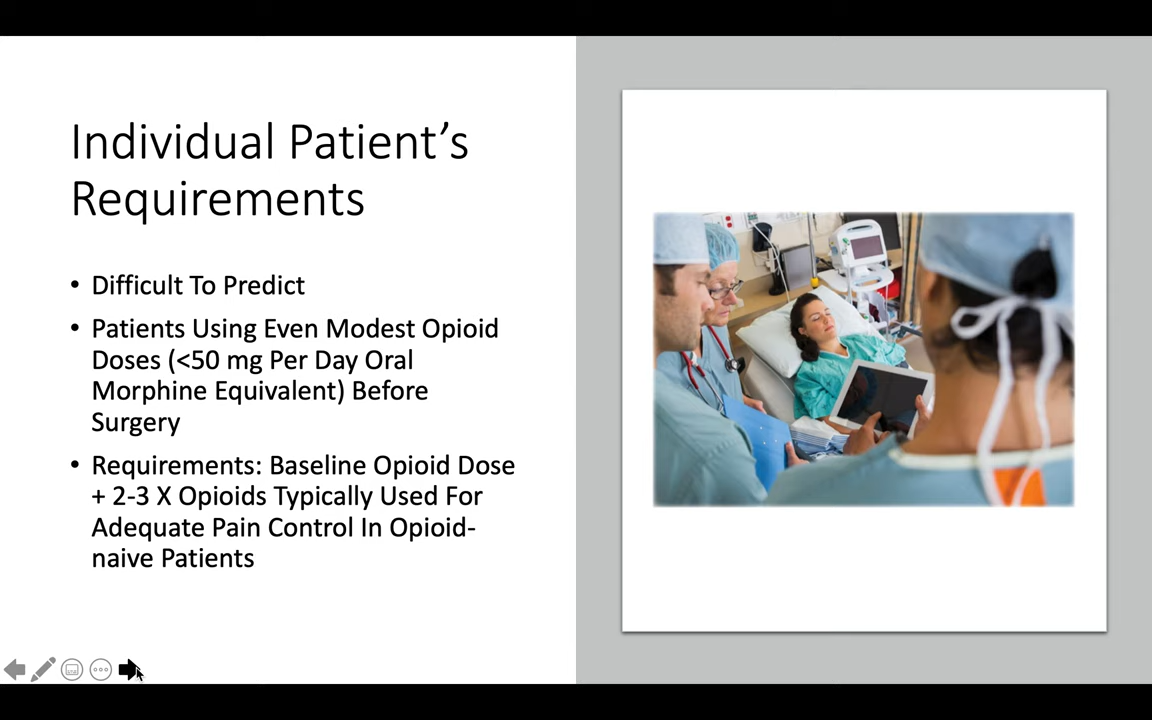 Individual Patient’s
Requirements
• Difficult To Predict
• Patients Using Even Modest Opioid
Doses (<50 mg Per Day Oral
Morphine Equivalent) Before
Surgery
• Requirements: Baseline Opioid Dose
+ 2-3 X Opioids Typically Used For
Adequate Pain Control In Opioid-
naive Patients